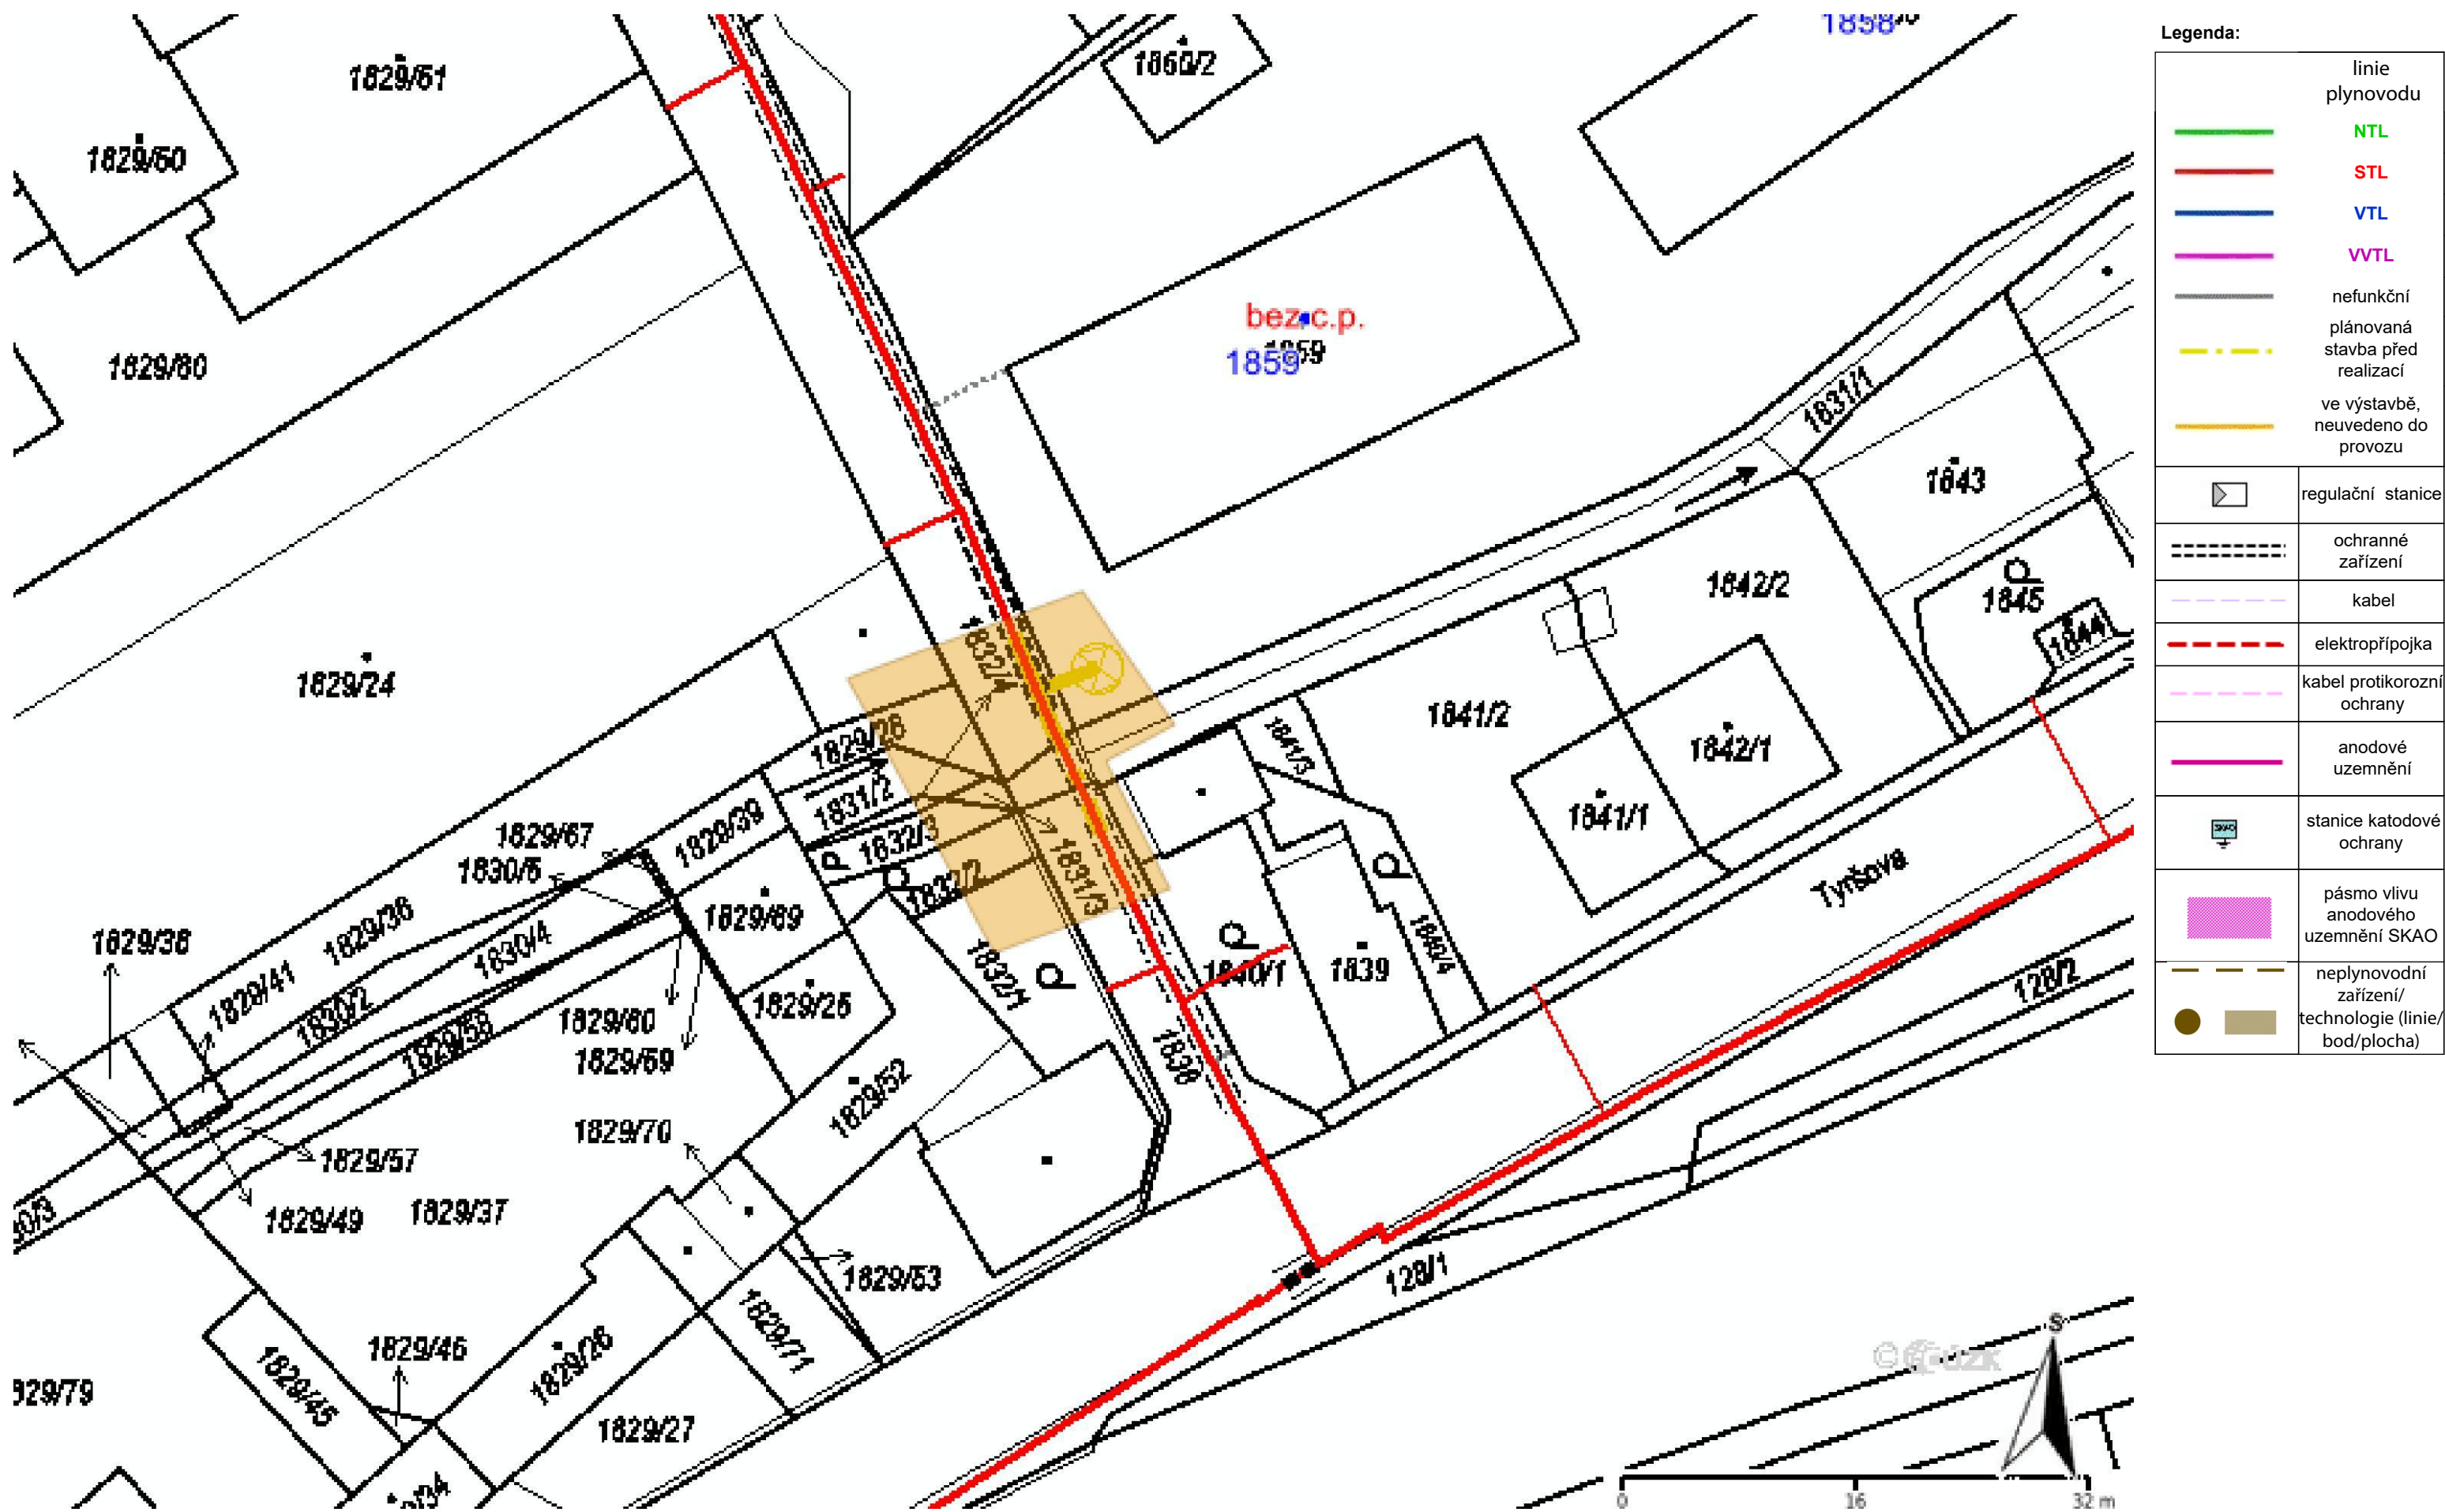 1858
1829/61
1860/2
1829/60
bez c.p.
1859
1859
1829/80
1831/1
1843
1829/24
1832/4
1842/2
1845
1844
1829/28
1841/3
1841/2
1842/1
1841/1
1831/2
1829/39
1832/3
1829/67
1830/5
1832/2
1831/3
Tyršova
1829/69
1829/36
1829/38
1830/4
1829/41
1830/2
1829/58
1829/25
1832/1
1840/1
1839
1840/4
128/2
1829/60
1829/59
1838
1829/52
1829/70
1829/57
1829/49
1829/37
1829/53
128/1
1829/71
1829/46
1829/26
1829/45
829/79
1829/27
S
0 16 32 m
Legenda:
linie
plynovodu
NTL
STL
VTL
VVTL
nefunkční
plánovaná
stavba před
realizací
ve výstavbě,
neuvedeno do
provozu
regulační stanice
ochranné
zařízení
kabel
elektropřípojka
kabel protikorozní
ochrany
anodové
uzemnění
SKAO
stanice katodové
ochrany
pásmo vlivu
anodového
uzemnění SKAO
neplynovodní
zařízení/
technologie (linie/
bod/plocha)